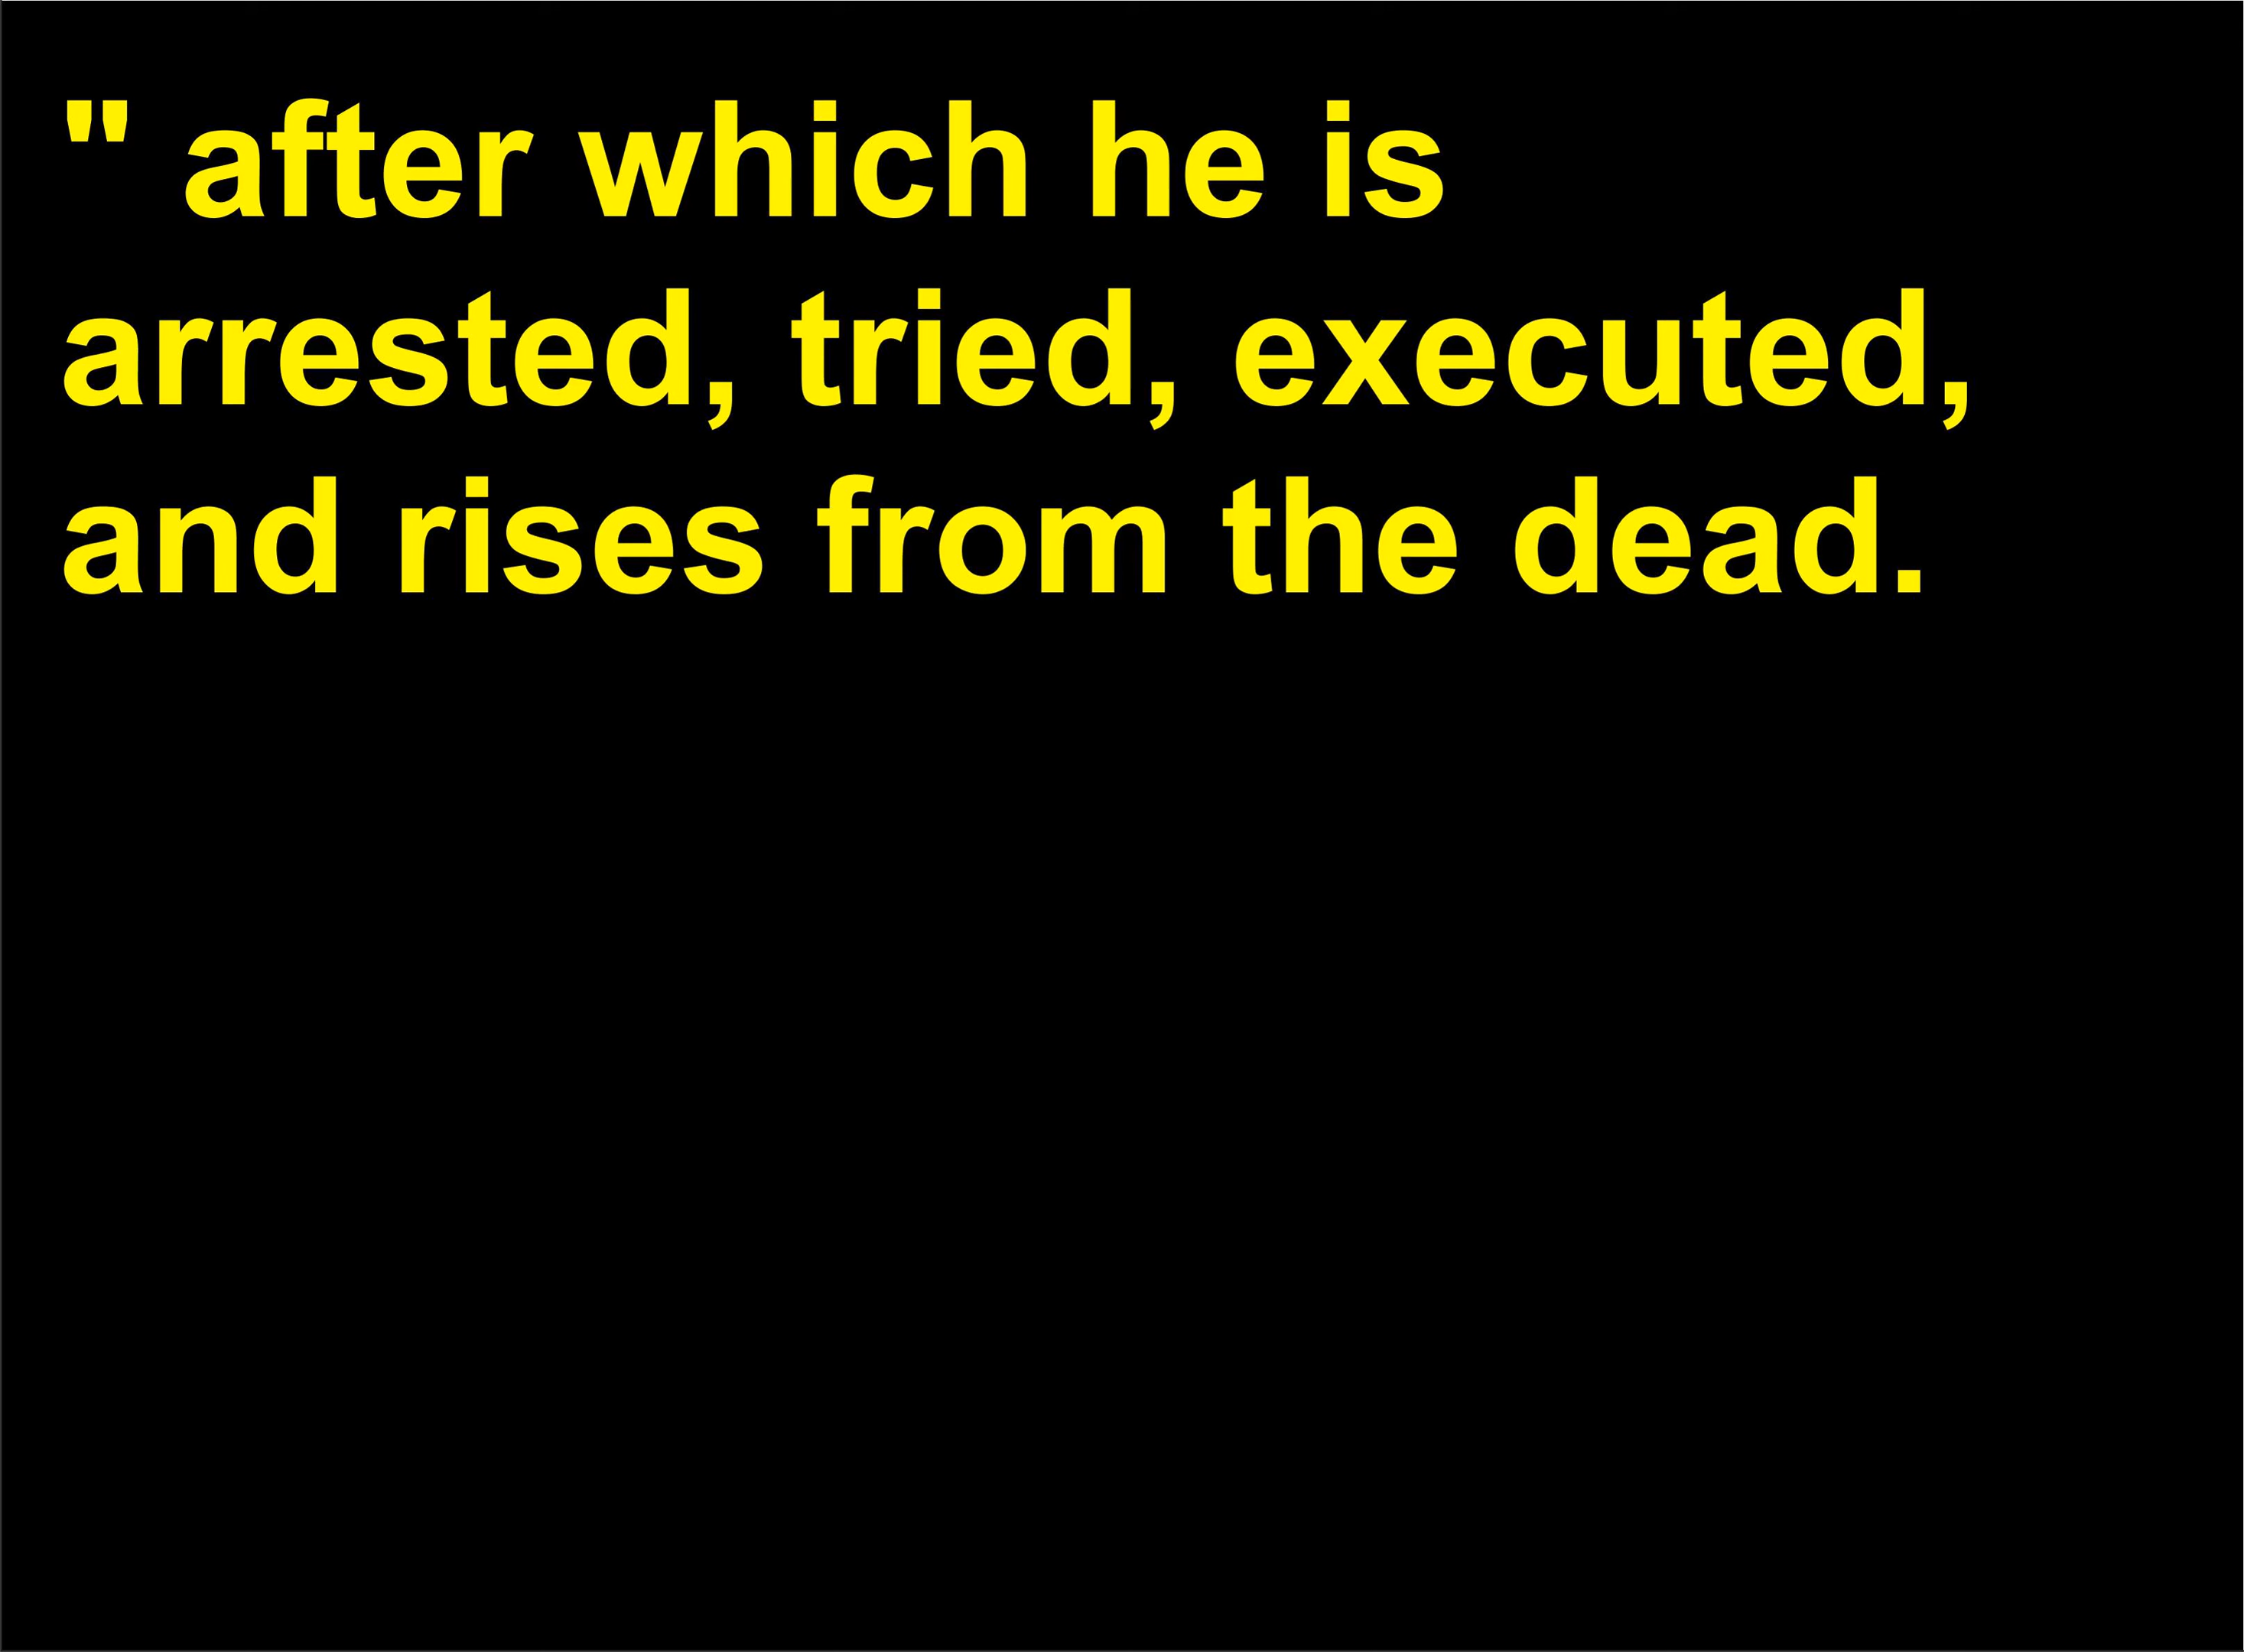 " after which he is
arrested, tried, executed,
and rises from the dead.